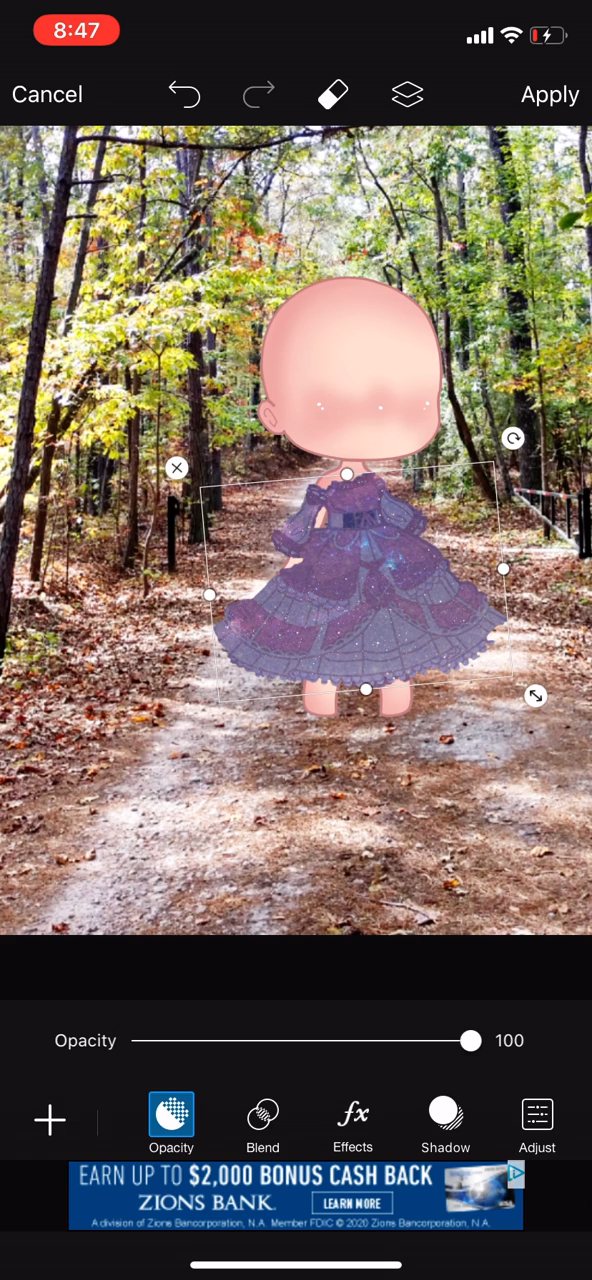 8:47
Cancel
Apply
Opacity
100
Opacity
Blend
fx
Effects
Shadow
Adjust
EARN UP TO $2,000 BONUS CASH BACK
ZIONS BANK.
LEARN MORE
A division of Zions Bancorporation, N.A. Member FDIC © 2020 Zions Bancorporation, N.A.